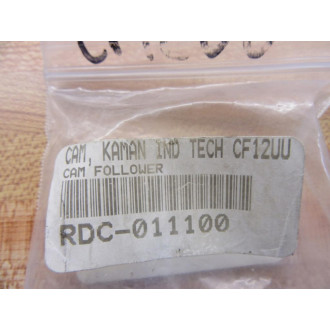 CAM, KAMAN IND TECH CF12UU
CAM FOLLOWER
RDC-011100